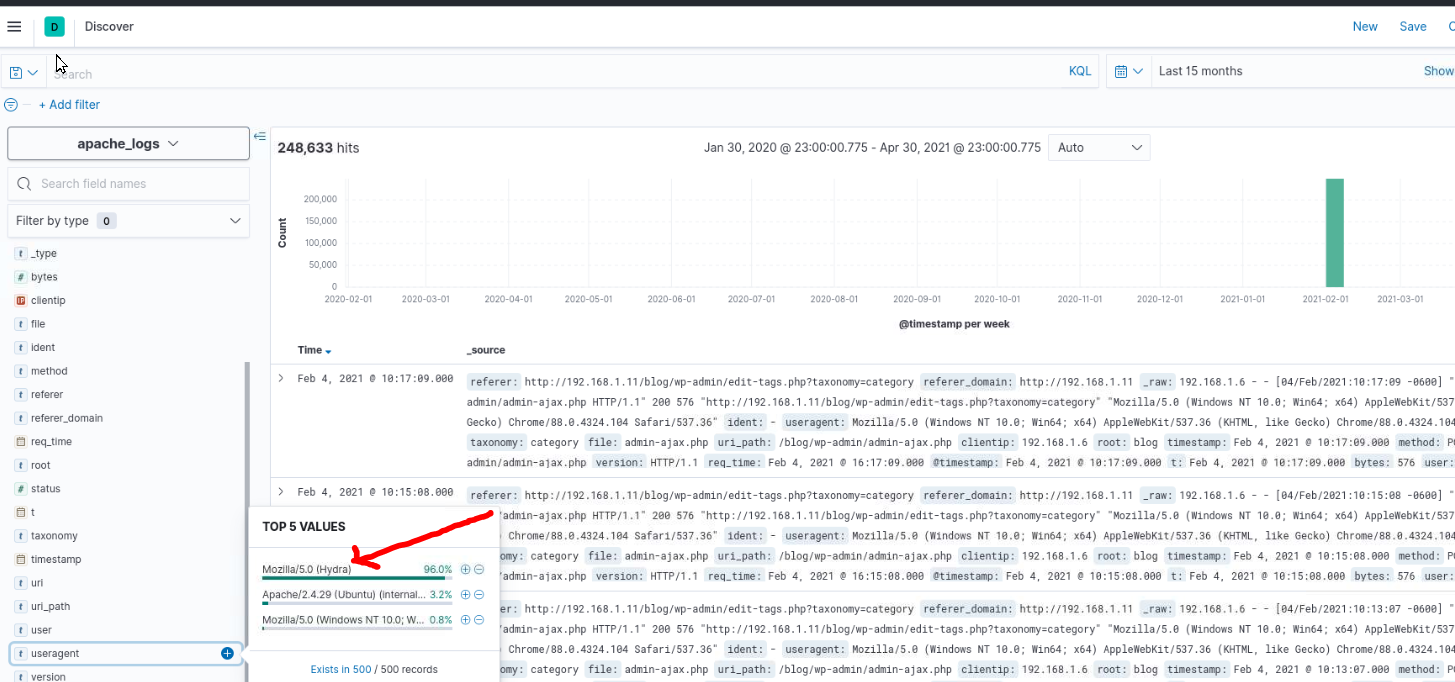 D Discover New Save
Search KQL Last 15 months Show
+ Add filter
apache_logs
248,633 hits Jan 30, 2020 @ 23:00:00.775 - Apr 30, 2021 @ 23:00:00.775 Auto
Search field names
Filter by type 0
t _type
# bytes
IP clientip
t file
t ident
t method
t referer
t referer_domain
req_time
t root
t status
t t
t taxonomy
timestamp
t uri
t uri_path
t user
t useragent
t version
Count
200,000
150,000
100,000
50,000
0
2020-02-01 2020-03-01 2020-04-01 2020-05-01 2020-06-01 2020-07-01 2020-08-01 2020-09-01 2020-10-01 2020-11-01 2020-12-01 2021-01-01 2021-02-01 2021-03-01
@timestamp per week
Time _source
Feb 4, 2021 @ 10:17:09.000 referer: http://192.168.1.11/blog/wp-admin/edit-tags.php?taxonomy=category referer_domain: http://192.168.1.11 _raw: 192.168.1.6 - - [04/Feb/2021:10:17:09 -0600] "
admin/admin-ajax.php HTTP/1.1" 200 576 "http://192.168.1.11/blog/wp-admin/edit-tags.php?taxonomy=category" "Mozilla/5.0 (Windows NT 10.0; Win64; x64) AppleWebKit/537
Gecko) Chrome/88.0.4324.104 Safari/537.36" ident: - useragent: Mozilla/5.0 (Windows NT 10.0; Win64; x64) AppleWebKit/537.36 (KHTML, like Gecko) Chrome/88.0.4324.104
taxonomy: category file: admin-ajax.php uri_path: /blog/wp-admin/admin-ajax.php clientip: 192.168.1.6 root: blog timestamp: Feb 4, 2021 @ 10:17:09.000 method:
admin/admin-ajax.php version: HTTP/1.1 req_time: Feb 4, 2021 @ 16:17:09.000 @timestamp: Feb 4, 2021 @ 10:17:09.000 t: Feb 4, 2021 @ 10:17:09.000 bytes: 576 user:
Feb 4, 2021 @ 10:15:08.000 referer: http://192.168.1.11/blog/wp-admin/edit-tags.php?taxonomy=category referer_domain: http://192.168.1.11 _raw: 192.168.1.6 - - [04/Feb/2021:10:15:08 -0600] "
/admin-ajax.php HTTP/1.1" 200 576 "http://192.168.1.11/blog/wp-admin/edit-tags.php?taxonomy=category" "Mozilla/5.0 (Windows NT 10.0; Win64; x64) AppleWebKit/537
Chrome/88.0.4324.104 Safari/537.36" ident: - useragent: Mozilla/5.0 (Windows NT 10.0; Win64; x64) AppleWebKit/537.36 (KHTML, like Gecko) Chrome/88.0.4324.104
omy: category file: admin-ajax.php uri_path: /blog/wp-admin/admin-ajax.php clientip: 192.168.1.6 root: blog timestamp: Feb 4, 2021 @ 10:15:08.000 method:
/admin-ajax.php version: HTTP/1.1 req_time: Feb 4, 2021 @ 16:15:08.000 @timestamp: Feb 4, 2021 @ 10:15:08.000 t: Feb 4, 2021 @ 10:15:08.000 bytes: 576 user:
er: http://192.168.1.11/blog/wp-admin/edit-tags.php?taxonomy=category referer_domain: http://192.168.1.11 _raw: 192.168.1.6 - - [04/Feb/2021:10:13:07 -0600] "
/admin-ajax.php HTTP/1.1" 200 576 "http://192.168.1.11/blog/wp-admin/edit-tags.php?taxonomy=category" "Mozilla/5.0 (Windows NT 10.0; Win64; x64) AppleWebKit/537
Chrome/88.0.4324.104 Safari/537.36" ident: - useragent: Mozilla/5.0 (Windows NT 10.0; Win64; x64) AppleWebKit/537.36 (KHTML, like Gecko) Chrome/88.0.4324.104
omy: category file: admin-ajax.php uri_path: /blog/wp-admin/admin-ajax.php clientip: 192.168.1.6 root: blog timestamp: Feb 4, 2021 @ 10:13:07.000 method:
TOP 5 VALUES
Mozilla/5.0 (Hydra) 96.0%
Apache/2.4.29 (Ubuntu) (internal... 3.2%
Mozilla/5.0 (Windows NT 10.0; W... 0.8%
Exists in 500 / 500 records